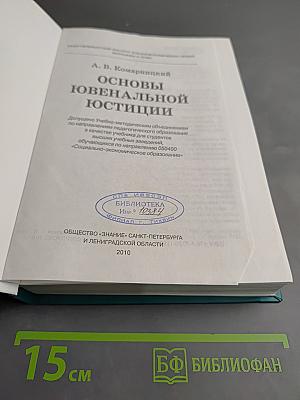 А. В. Комарницкий
ОСНОВЫ
ЮВЕНАЛЬНОЙ
ЮСТИЦИИ
Допущено Учебно-методическим объединением
по направлениям педагогического образования
в качестве учебника для студентов
высших учебных заведений,
обучающихся по направлению 050400
«Социально-экономическое образование»
БИБЛИОТЕКА
ОБЩЕСТВО «ЗНАНИЕ» САНКТ-ПЕТЕРБУРГА
И ЛЕНИНГРАДСКОЙ ОБЛАСТИ
2010
15 СМ
БФ БИБЛИОФАН